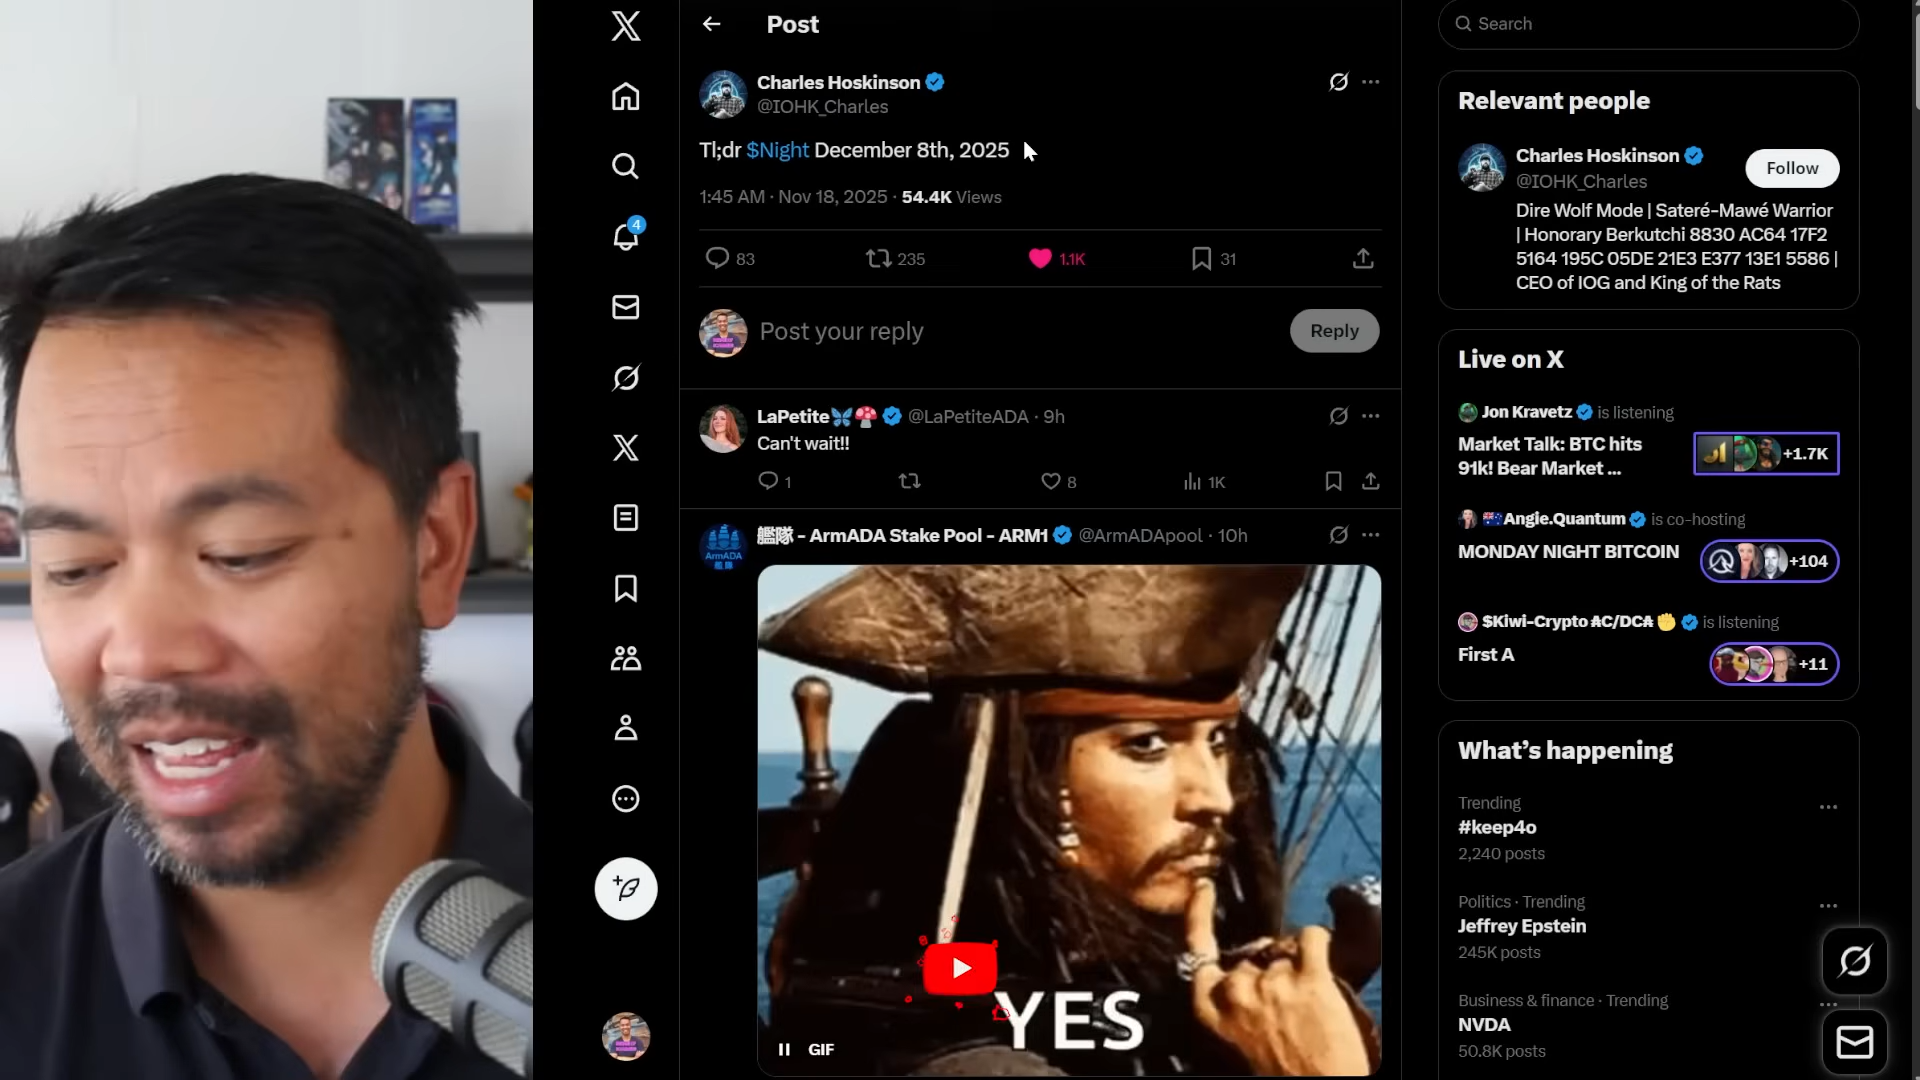 Post
Charles Hoskinson
@IOHK_Charles
Tl;dr $Night December 8th, 2025
1:45 AM · Nov 18, 2025 · 54.4K Views
83
235
1.1K
31
Post your reply
Reply
LaPetite🦋🍄 @LaPetiteADA · 9h
Can't wait!!
1
8
1K
艦隊 - ArmADA Stake Pool - ARM1 @ArmADApool · 10h
ArmADA
艦隊
YES
GIF
4
Search
Relevant people
Charles Hoskinson
@IOHK_Charles
Follow
Dire Wolf Mode | Sateré-Mawé Warrior
| Honorary Berkutchi 8830 AC64 17F2
5164 195C 05DE 21E3 E377 13E1 5586 |
CEO of IOG and King of the Rats
Live on X
Jon Kravetz is listening
Market Talk: BTC hits
91k! Bear Market ...
+1.7K
🇦🇺Angie.Quantum is co-hosting
MONDAY NIGHT BITCOIN
+104
$Kiwi-Crypto ₳C/DC₳ ✊ is listening
First A
+11
What's happening
Trending
#keep4o
2,240 posts
Politics · Trending
Jeffrey Epstein
245K posts
Business & finance · Trending
NVDA
50.8K posts